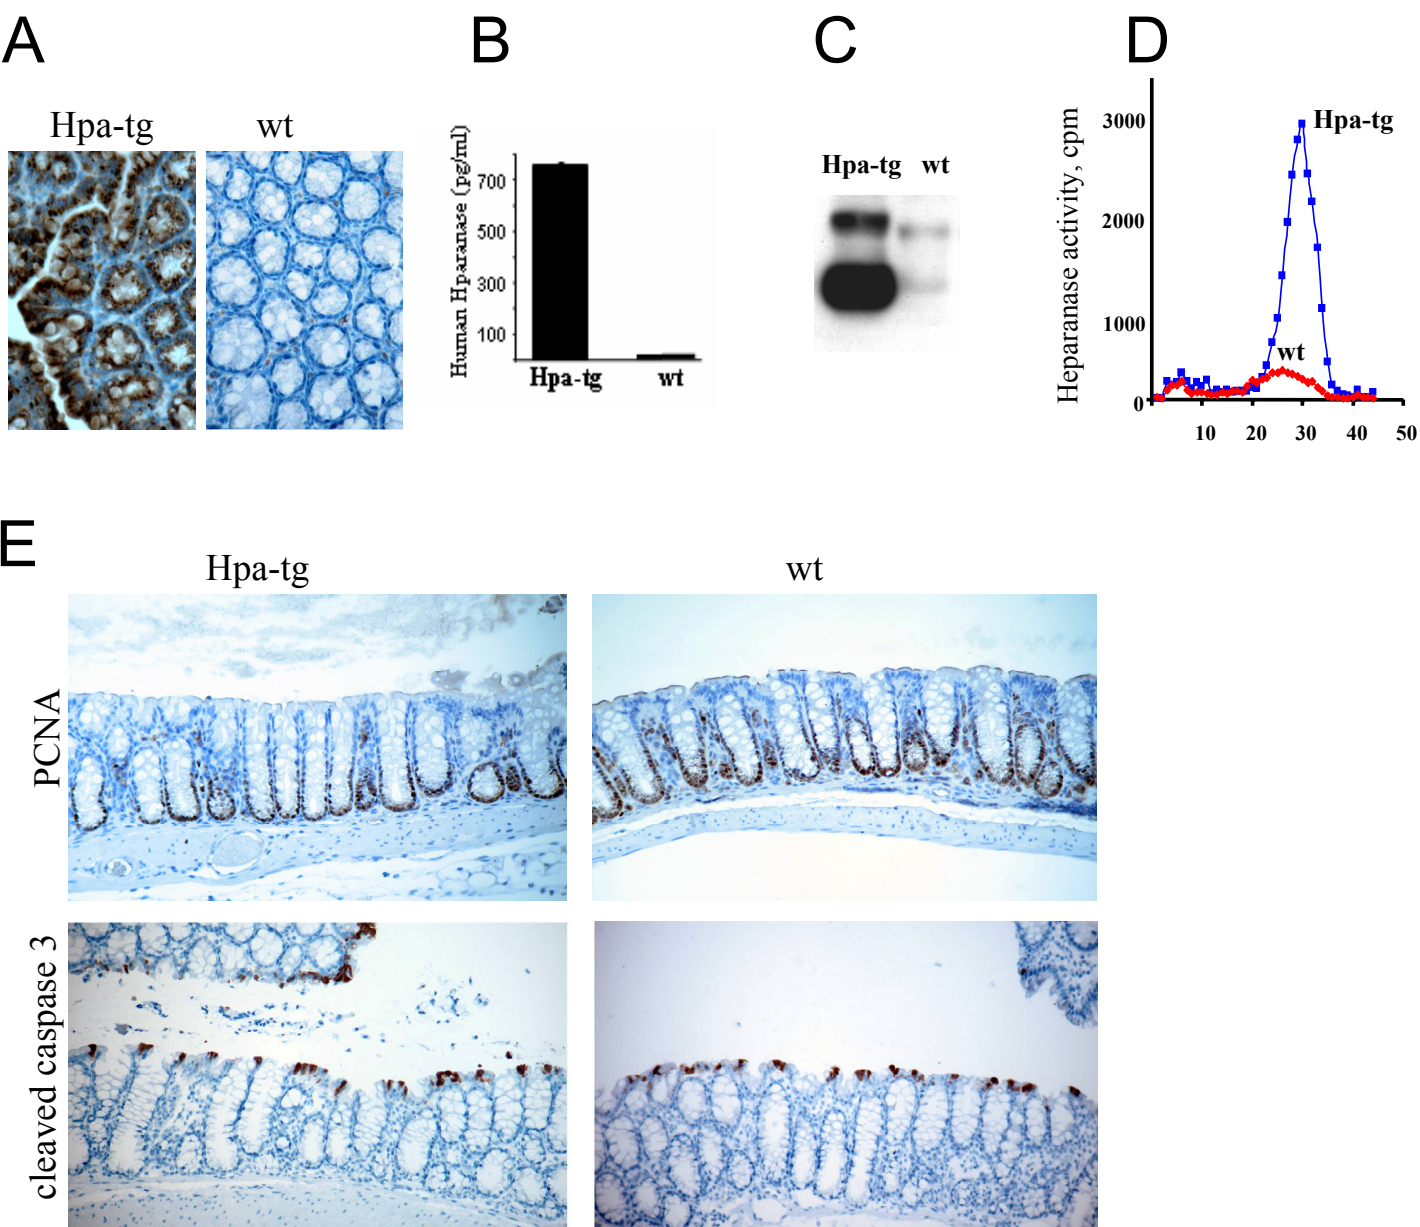 A
B
C
D
Hpa-tg
wt
Human Hparanase (pg/ml)
700
500
300
100
Hpa-tg
wt
Hpa-tg
wt
Heparanase activity, cpm
3000
2000
1000
0
Hpa-tg
wt
10
20
30
40
50
E
Hpa-tg
wt
PCNA
cleaved caspase 3